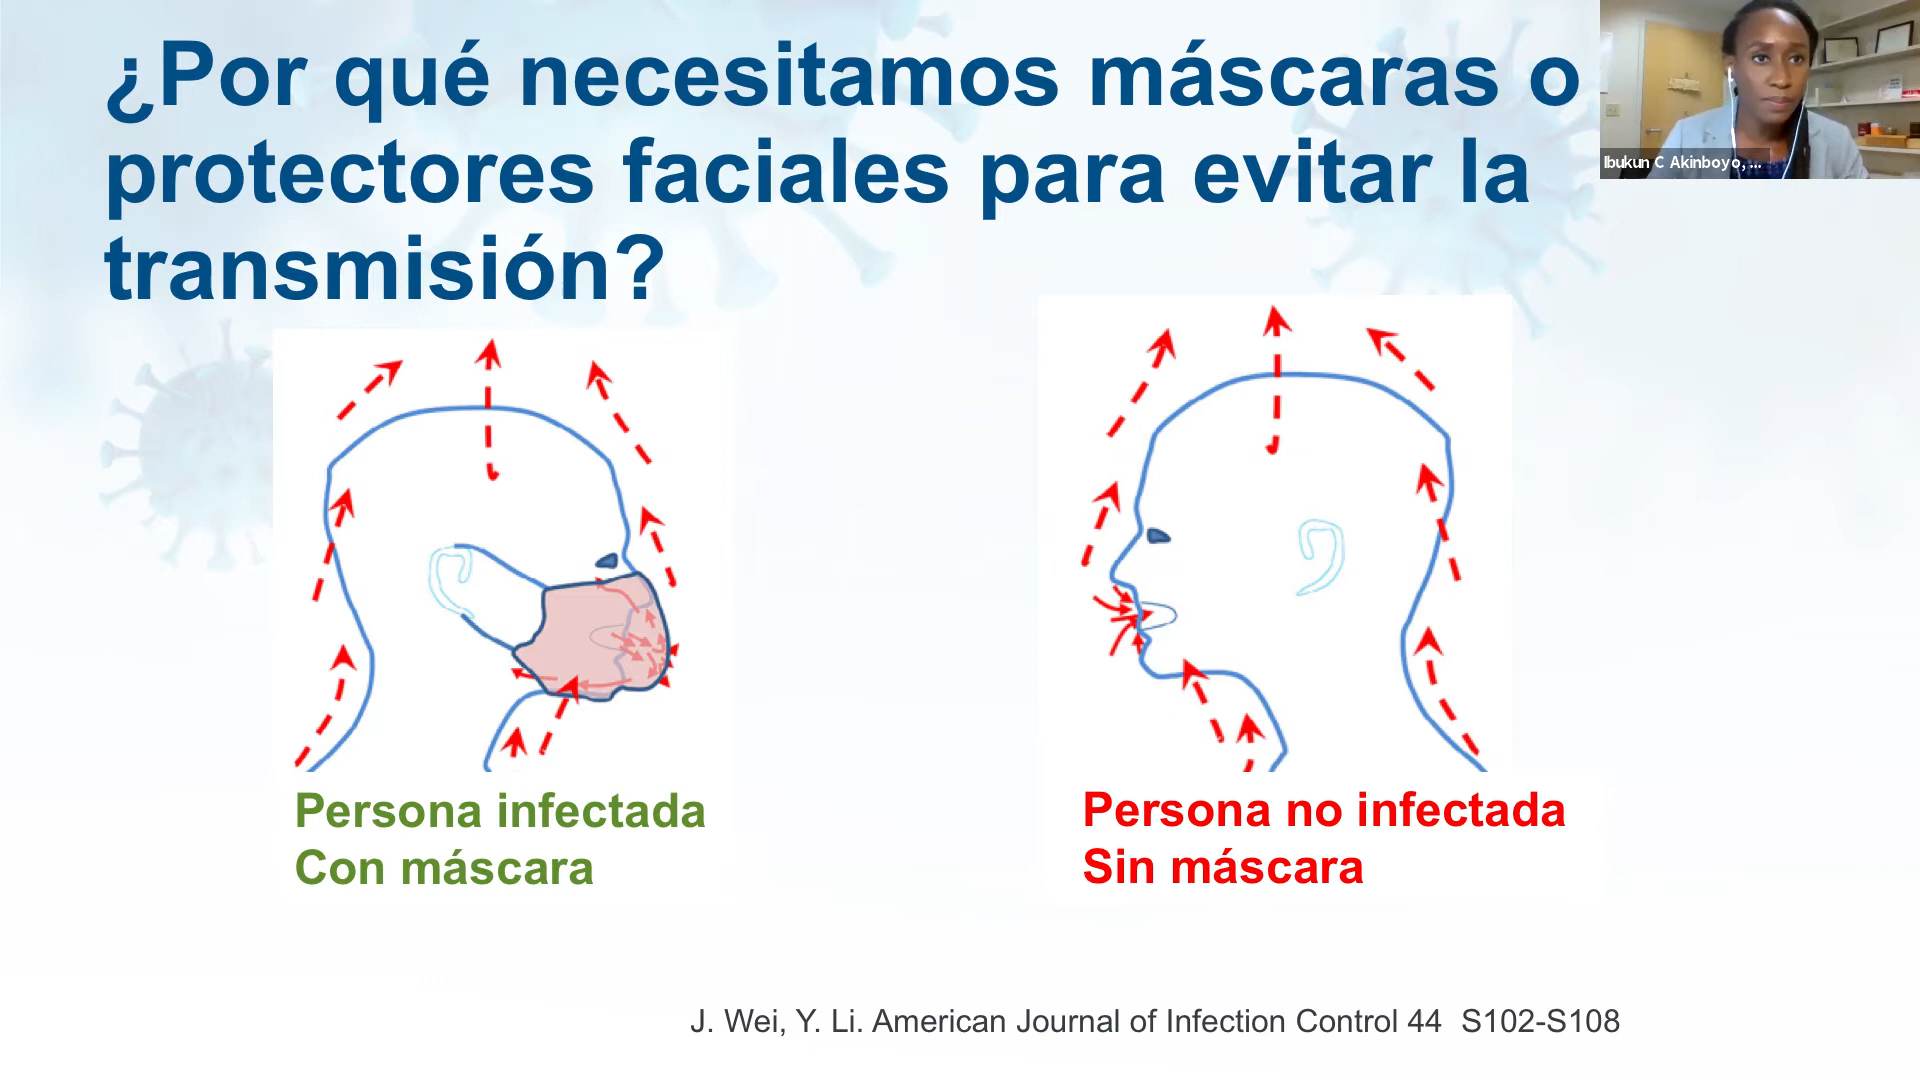 ¿Por qué necesitamos máscaras o
protectores faciales para evitar la
transmisión?
Ibukun C Akinboyo, ...
Persona infectada
Con máscara
Persona no infectada
Sin máscara
J. Wei, Y. Li. American Journal of Infection Control 44 S102-S108